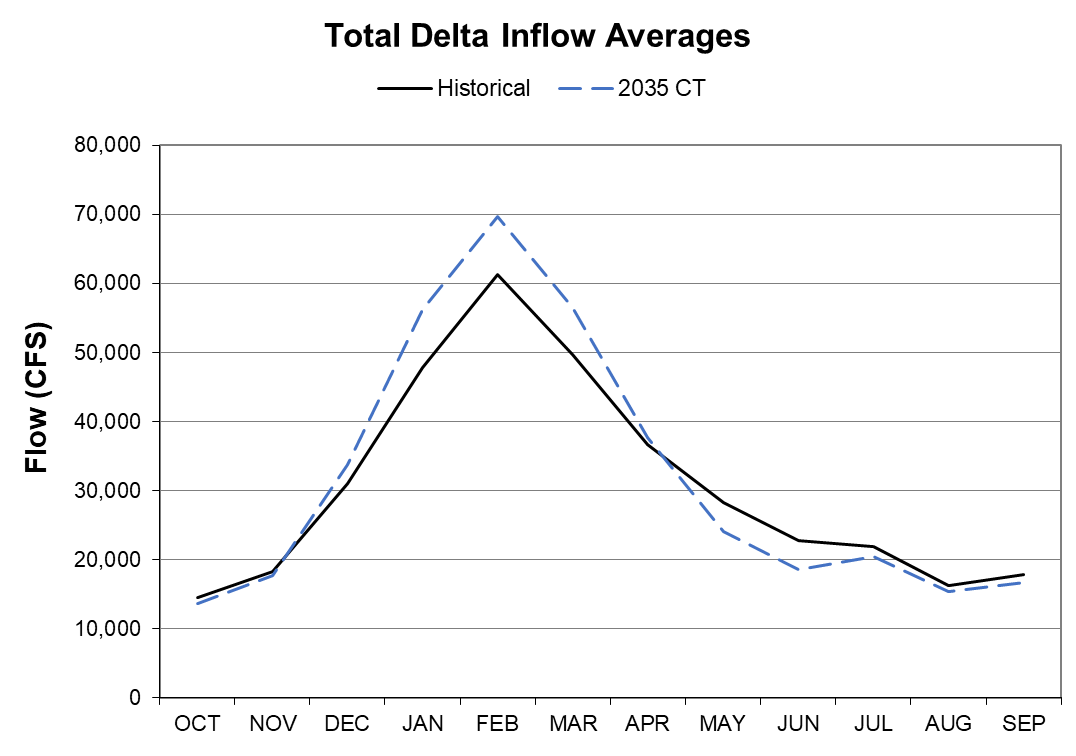 Total Delta Inflow Averages
Historical 2035 CT
Flow (CFS)
80,000
70,000
60,000
50,000
40,000
30,000
20,000
10,000
0
OCT NOV DEC JAN FEB MAR APR MAY JUN JUL AUG SEP